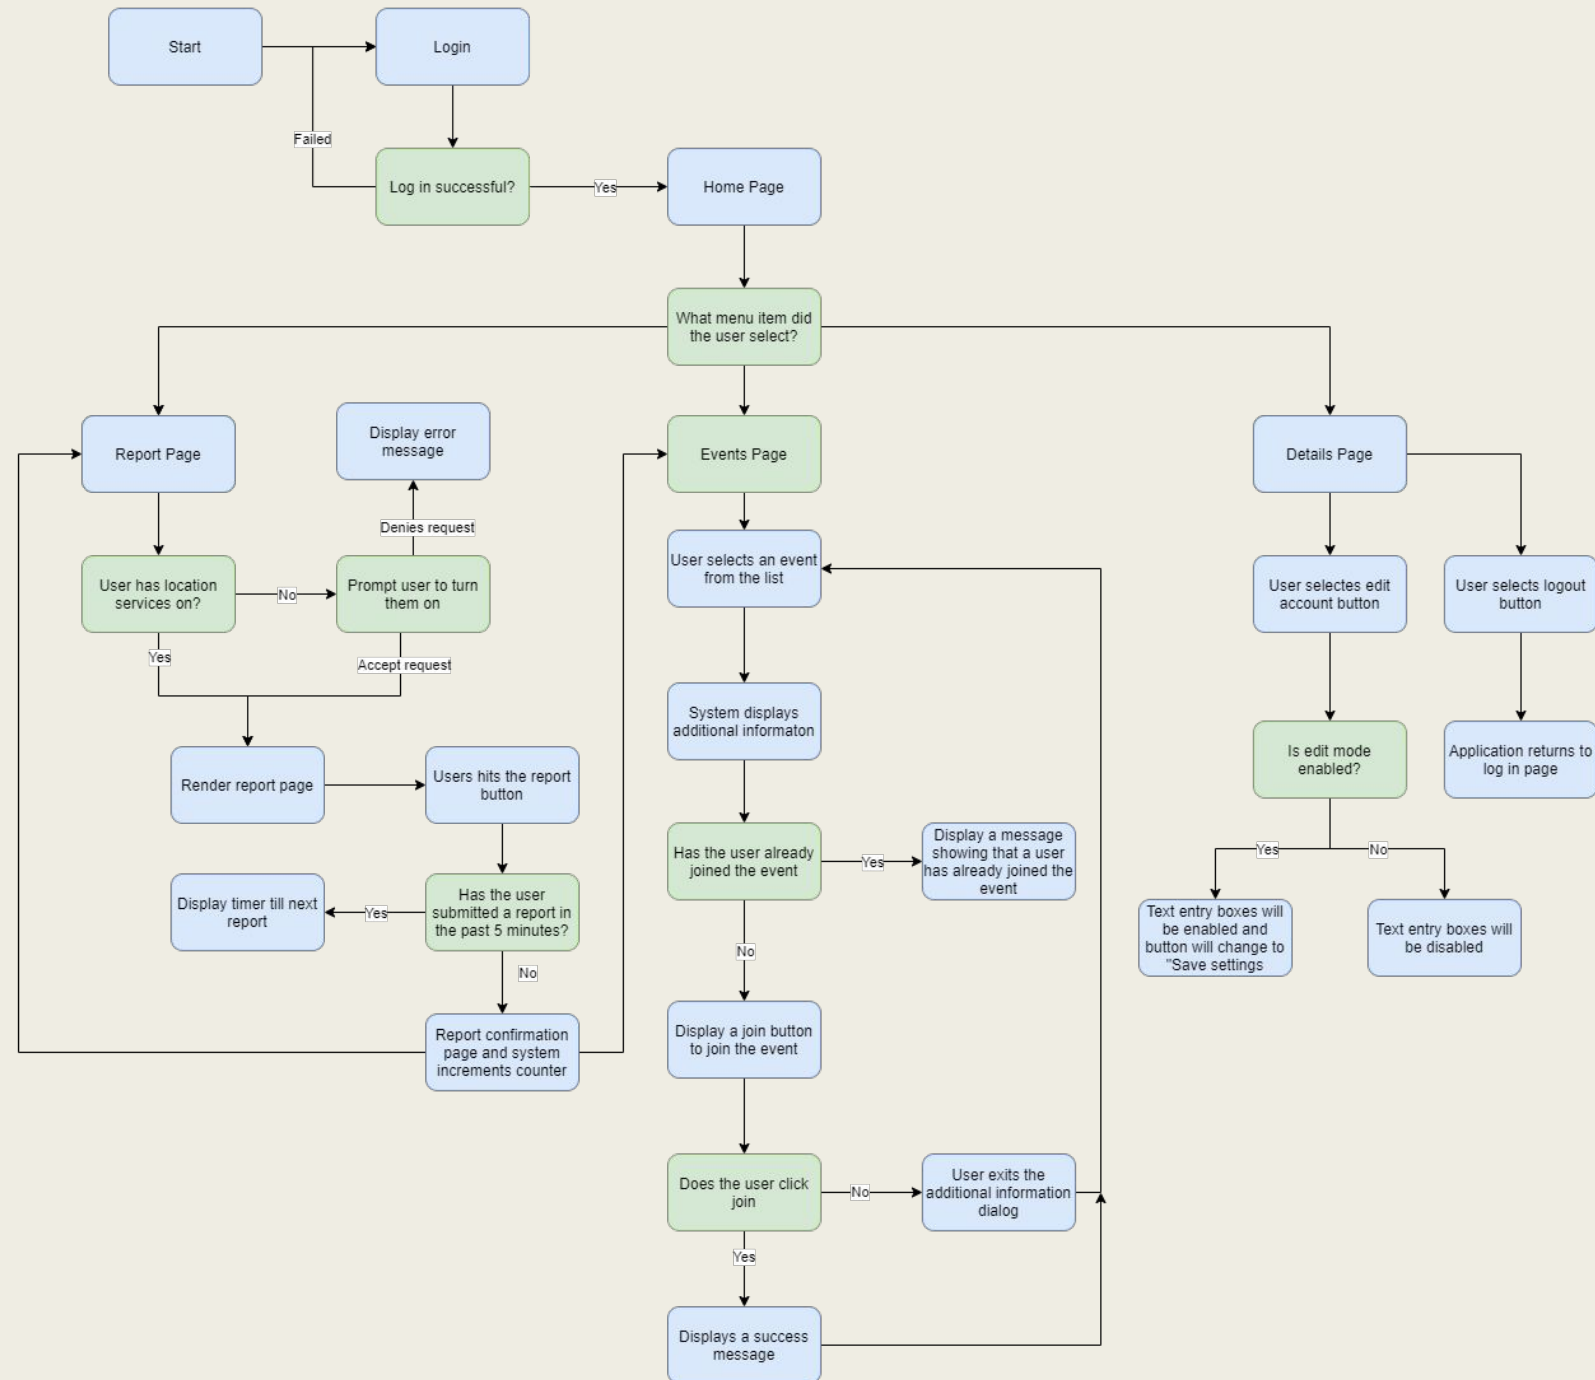 Start
Login
Failed
Log in successful?
Yes
Home Page
What menu item did
the user select?
Report Page
Display error
message
Events Page
Details Page
Denies request
User has location
services on?
No
Prompt user to turn
them on
User selects an event
from the list
User selectes edit
account button
User selects logout
button
Yes
Accept request
System displays
additional informaton
Is edit mode
enabled?
Application returns to
log in page
Render report page
Users hits the report
button
Has the user already
joined the event
Yes
Display a message
showing that a user
has already joined the
event
Yes
No
Display timer till next
report
Yes
Has the user
submitted a report in
the past 5 minutes?
Text entry boxes will
be enabled and
button will change to
"Save settings
Text entry boxes will
be disabled
No
No
Report confirmation
page and system
increments counter
Display a join button
to join the event
Does the user click
join
No
User exits the
additional information
dialog
Yes
Displays a success
message